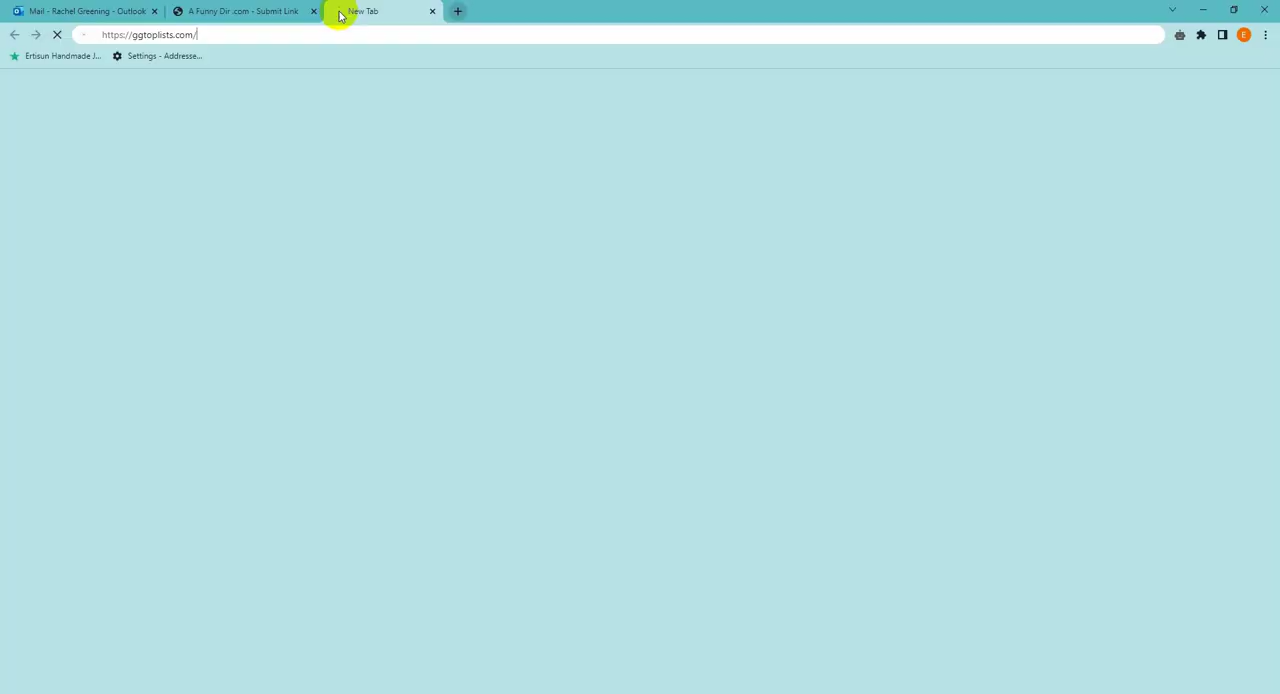 Mail - Rachel Greening - Outlook
A Funny Dir .com - Submit Link
New Tab
https://ggtoplists.com/
E
Ertisun Handmade J...
Settings - Addresse...